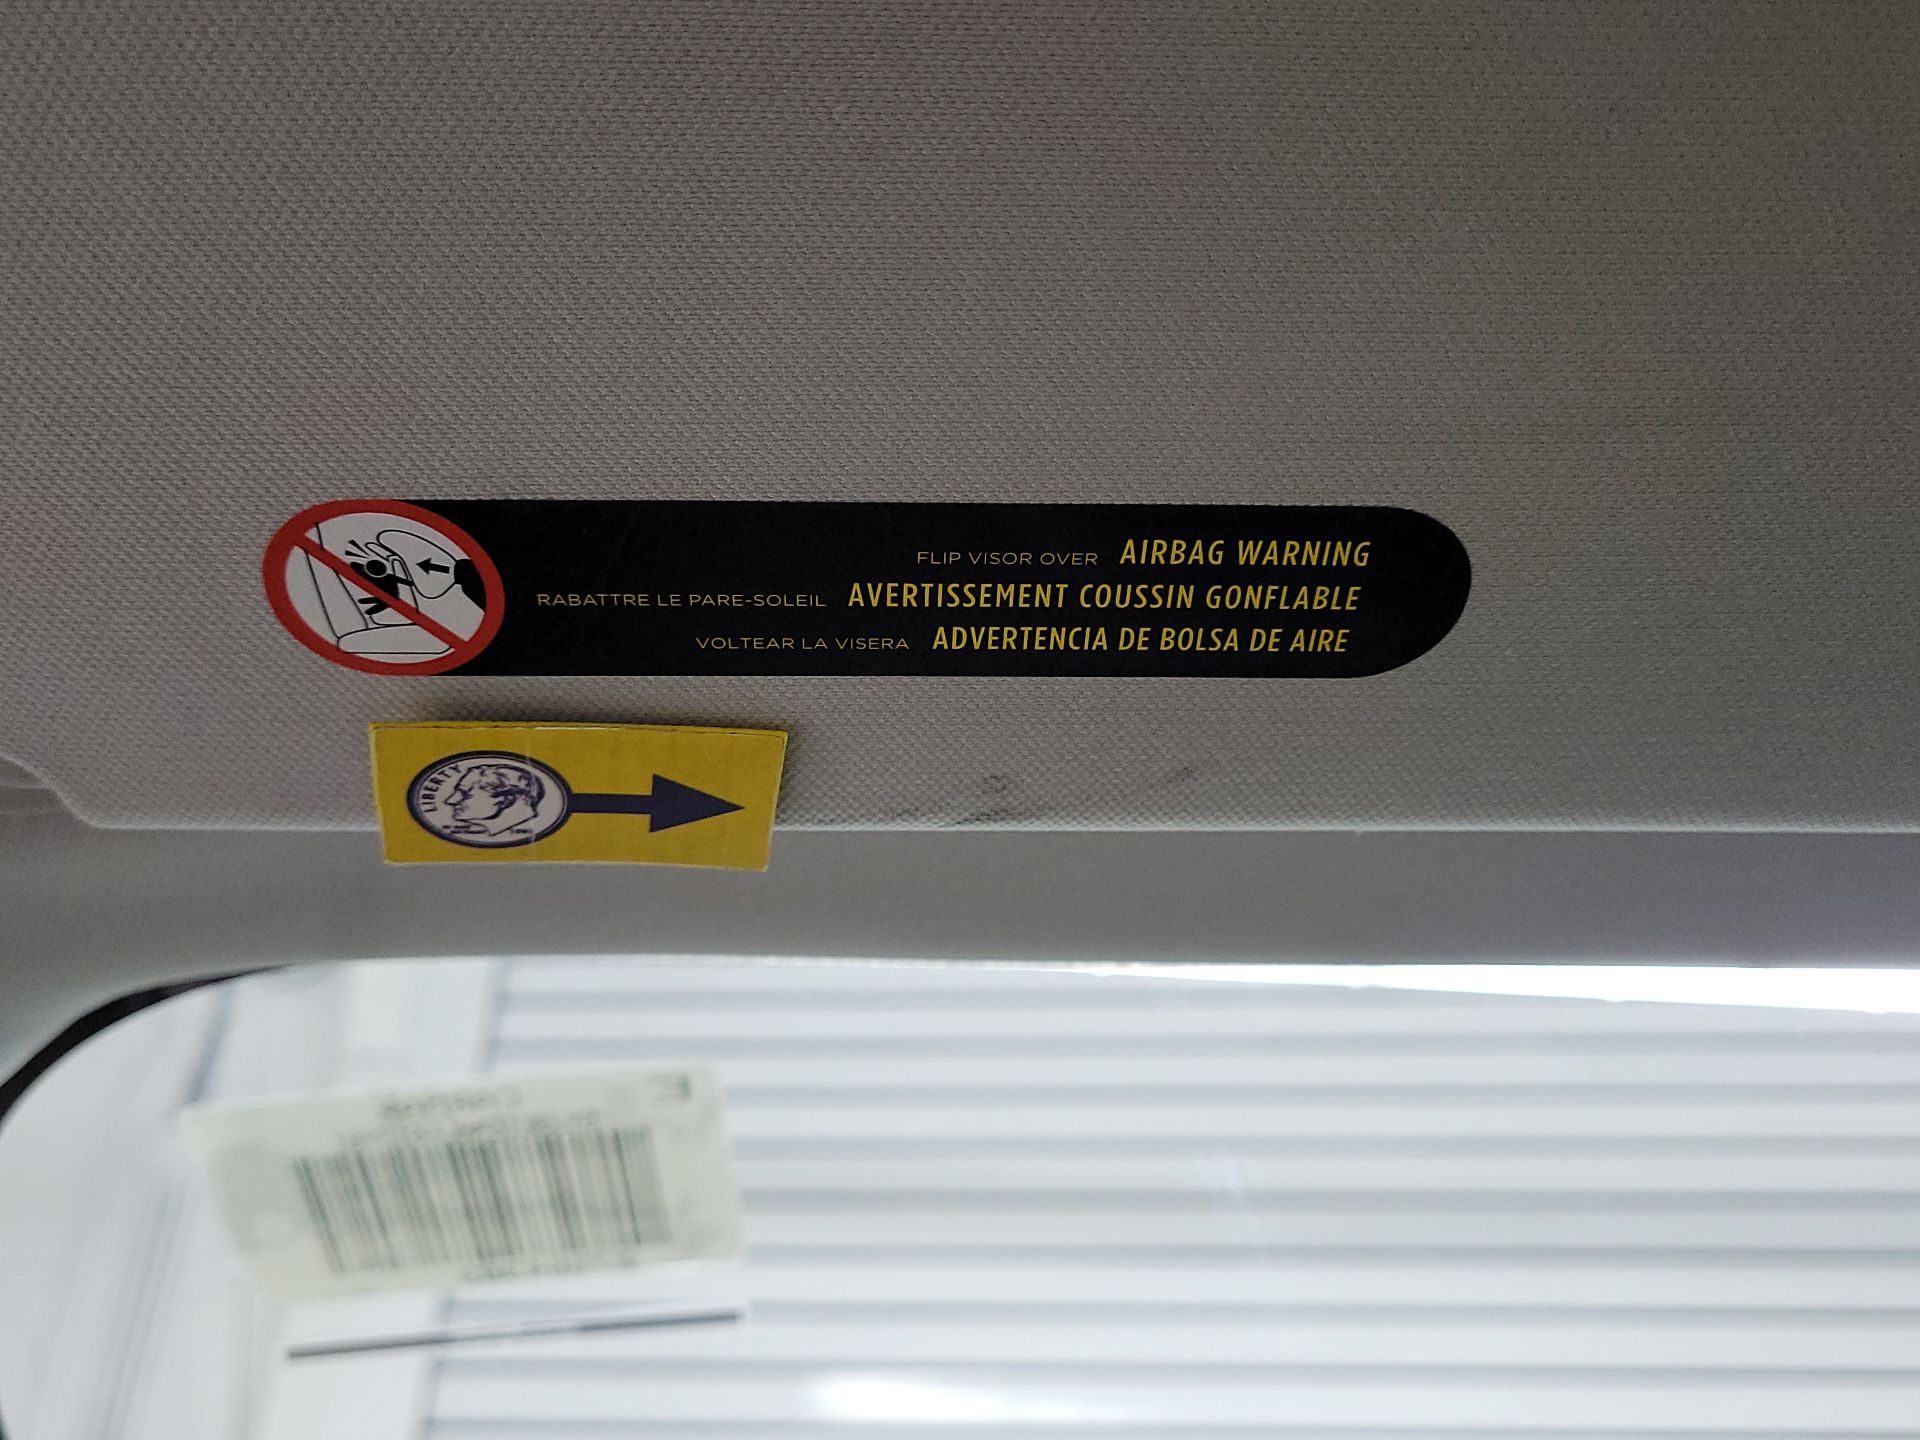 FLIP VISOR OVER AIRBAG WARNING
RABATTRE LE PARE-SOLEIL AVERTISSEMENT COUSSIN GONFLABLE
VOLTEAR LA VISERA ADVERTENCIA DE BOLSA DE AIRE
LIBERTY